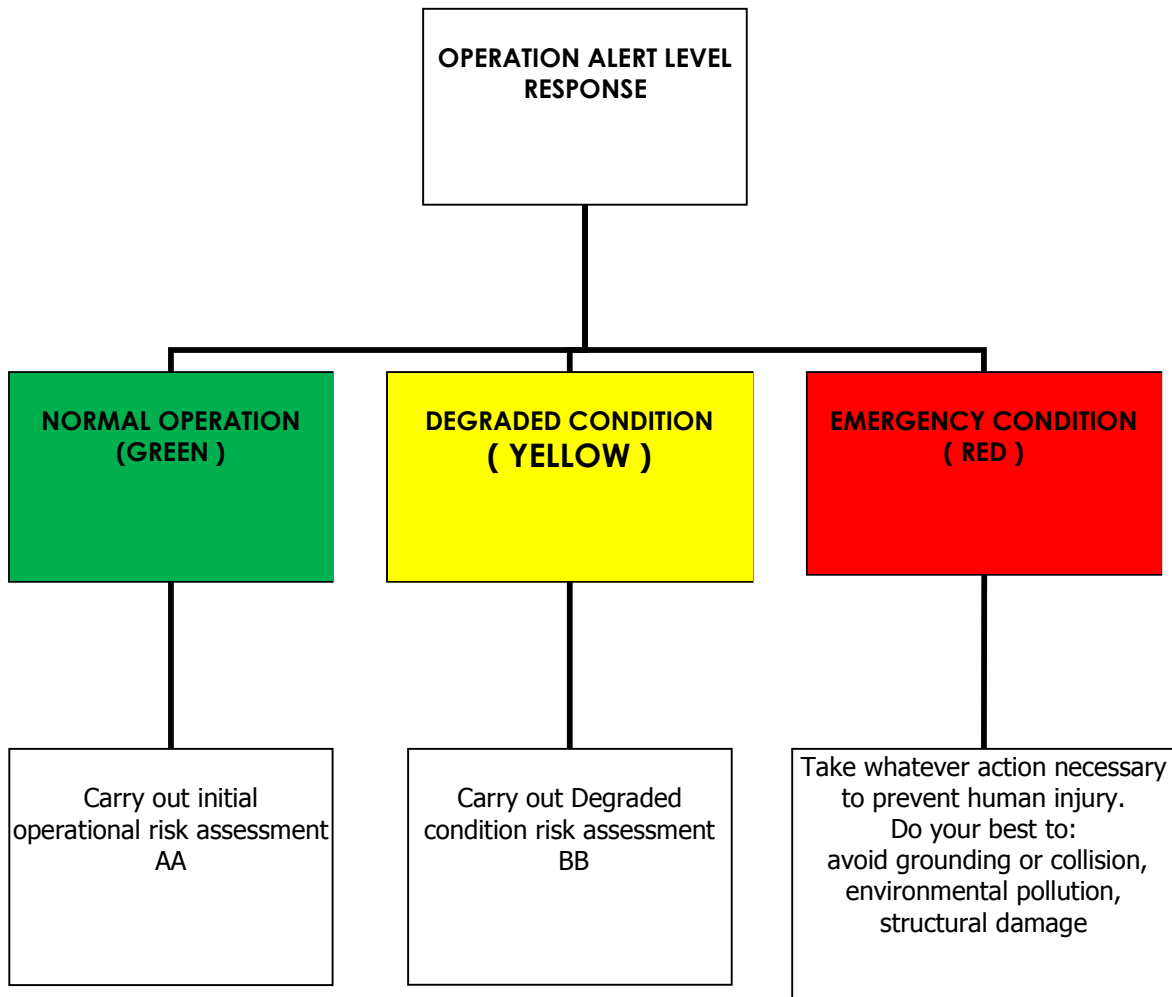 OPERATION ALERT LEVEL
RESPONSE
NORMAL OPERATION
(GREEN )
DEGRADED CONDITION
( YELLOW )
EMERGENCY CONDITION
( RED )
Carry out initial
operational risk assessment
AA
Carry out Degraded
condition risk assessment
BB
Take whatever action necessary
to prevent human injury.
Do your best to:
avoid grounding or collision,
environmental pollution,
structural damage